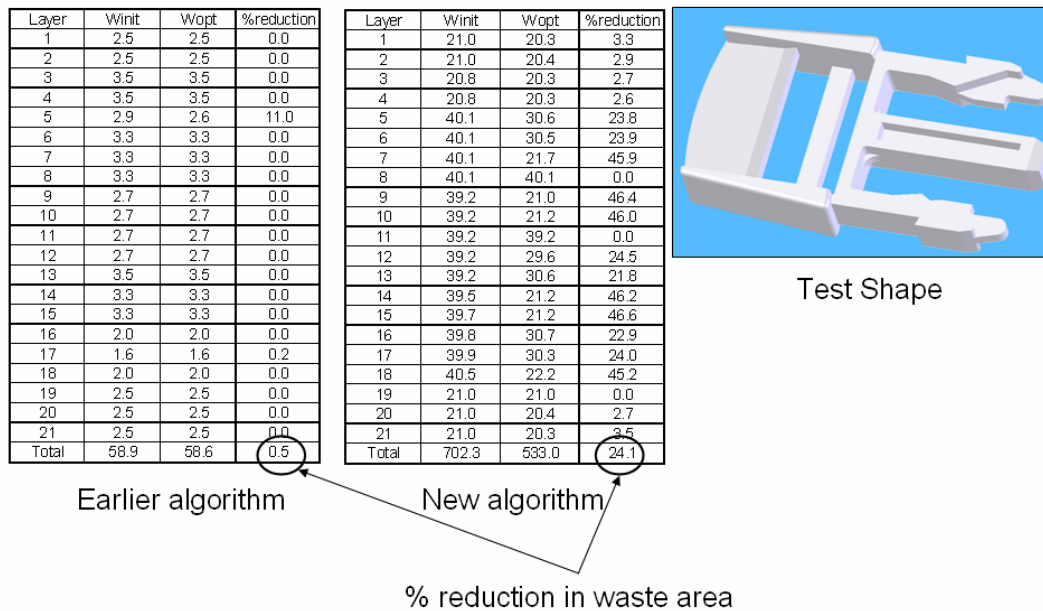 Layer Winit Wopt %reduction
1 2.5 2.5 0.0
2 2.5 2.5 0.0
3 3.5 3.5 0.0
4 3.5 3.5 0.0
5 2.9 2.6 11.0
6 3.3 3.3 0.0
7 3.3 3.3 0.0
8 3.3 3.3 0.0
9 2.7 2.7 0.0
10 2.7 2.7 0.0
11 2.7 2.7 0.0
12 2.7 2.7 0.0
13 3.5 3.5 0.0
14 3.3 3.3 0.0
15 3.3 3.3 0.0
16 2.0 2.0 0.0
17 1.6 1.6 0.2
18 2.0 2.0 0.0
19 2.5 2.5 0.0
20 2.5 2.5 0.0
21 2.5 2.5 0.0
Total 58.9 58.6 0.5
Earlier algorithm
Layer Winit Wopt %reduction
1 21.0 20.3 3.3
2 21.0 20.4 2.9
3 20.8 20.3 2.7
4 20.8 20.3 2.6
5 40.1 30.6 23.8
6 40.1 30.5 23.9
7 40.1 21.7 45.9
8 40.1 40.1 0.0
9 39.2 21.0 46.4
10 39.2 21.2 46.0
11 39.2 39.2 0.0
12 39.2 29.6 24.5
13 39.2 30.6 21.8
14 39.5 21.2 46.2
15 39.7 21.2 46.6
16 39.8 30.7 22.9
17 39.9 30.3 24.0
18 40.5 22.2 45.2
19 21.0 21.0 0.0
20 21.0 20.4 2.7
21 21.0 20.3 3.5
Total 702.3 533.0 24.1
New algorithm
Test Shape
% reduction in waste area